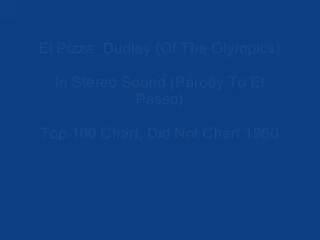 El Pizzo, Dudley (Of The Olympics)
In Stereo Sound (Parody To El
Passo)
Top 100 Chart, Did Not Chart 1960